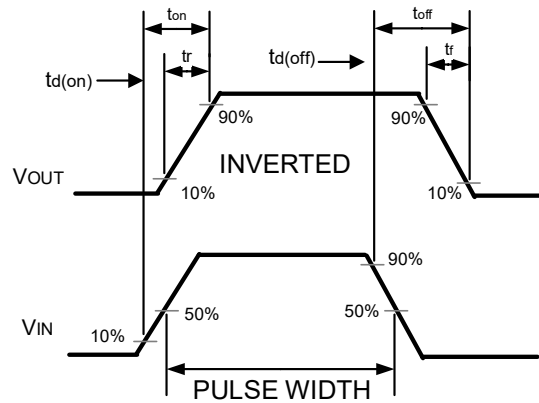 ton
toff
tr
td(off)
tf
td(on)
90%
90%
INVERTED
VOUT
10%
10%
90%
50%
50%
VIN
10%
PULSE WIDTH